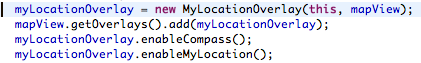 myLocationOverlay = new MyLocationOverlay(this, mapView);
mapView.getOverlays().add(myLocationOverlay);
myLocationOverlay.enableCompass();
myLocationOverlay.enableMyLocation();